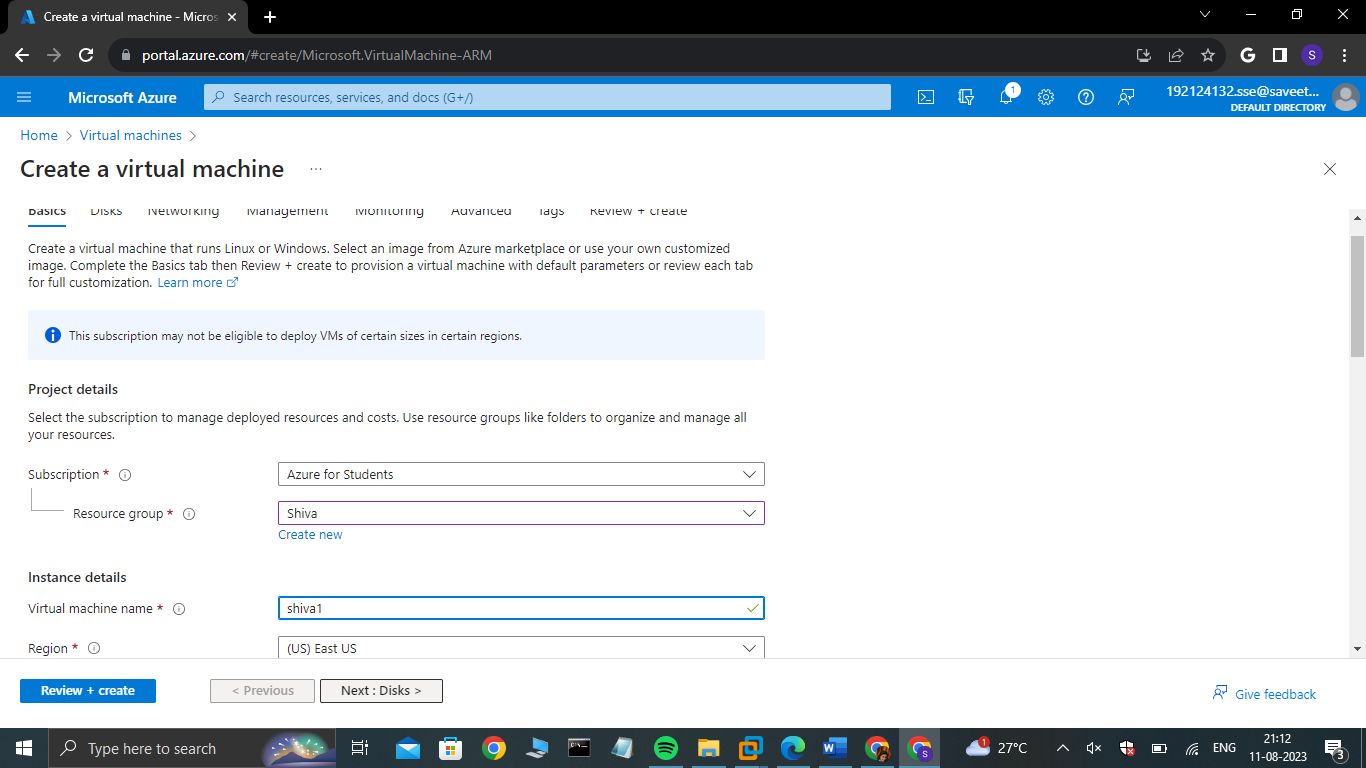 Create a virtual machine - Micros
portal.azure.com/#create/Microsoft.VirtualMachine-ARM
S
Microsoft Azure
Search resources, services, and docs (G+/)
1
192124132.sse@saveet...
DEFAULT DIRECTORY
Home > Virtual machines >
Create a virtual machine ...
Basics Disks Networking Management Monitoring Advanced Tags Review + create
Create a virtual machine that runs Linux or Windows. Select an image from Azure marketplace or use your own customized
image. Complete the Basics tab then Review + create to provision a virtual machine with default parameters or review each tab
for full customization. Learn more
This subscription may not be eligible to deploy VMs of certain sizes in certain regions.
Project details
Select the subscription to manage deployed resources and costs. Use resource groups like folders to organize and manage all
your resources.
Subscription * Azure for Students
Resource group * Shiva
Create new
Instance details
Virtual machine name * shiva1
Region * (US) East US
Review + create < Previous Next : Disks > Give feedback
Type here to search
1 27°C ENG 21:12
11-08-2023
3